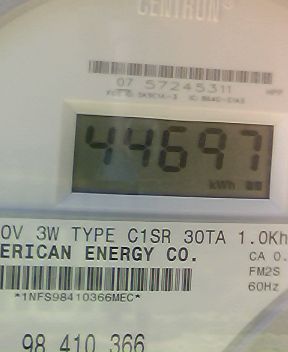 CENTRON®
07 57245311
44697
kWh
0V 3W TYPE C1SR 30TA 1.0Kh
ERICAN ENERGY CO.
CA 0.
FM2S
*1NFS98410366MEC*
60Hz
98 410 366